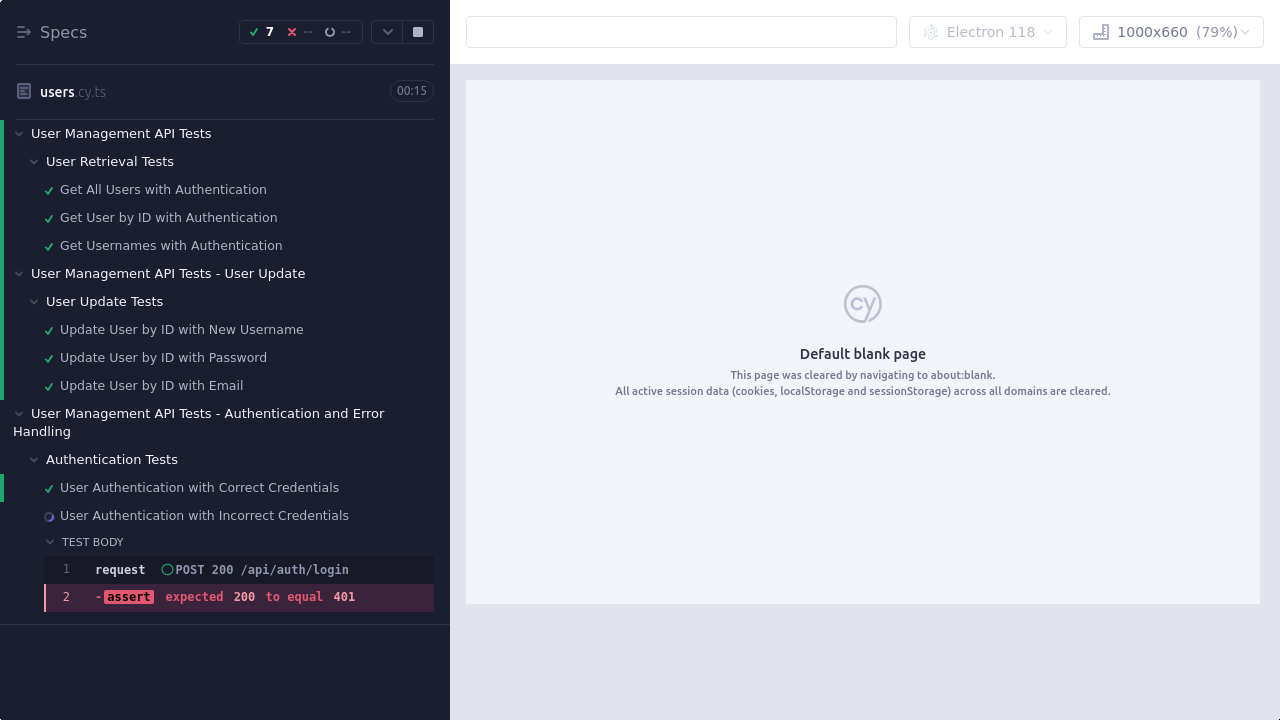 Specs
7
--
--
Electron 118
1000x660 (79%)
users.cy.ts
00:15
User Management API Tests
User Retrieval Tests
Get All Users with Authentication
Get User by ID with Authentication
Get Usernames with Authentication
User Management API Tests - User Update
User Update Tests
Update User by ID with New Username
Update User by ID with Password
Update User by ID with Email
User Management API Tests - Authentication and Error
Handling
Authentication Tests
User Authentication with Correct Credentials
User Authentication with Incorrect Credentials
TEST BODY
1 request POST 200 /api/auth/login
2 -assert expected 200 to equal 401
cy
Default blank page
This page was cleared by navigating to about:blank.
All active session data (cookies, localStorage and sessionStorage) across all domains are cleared.